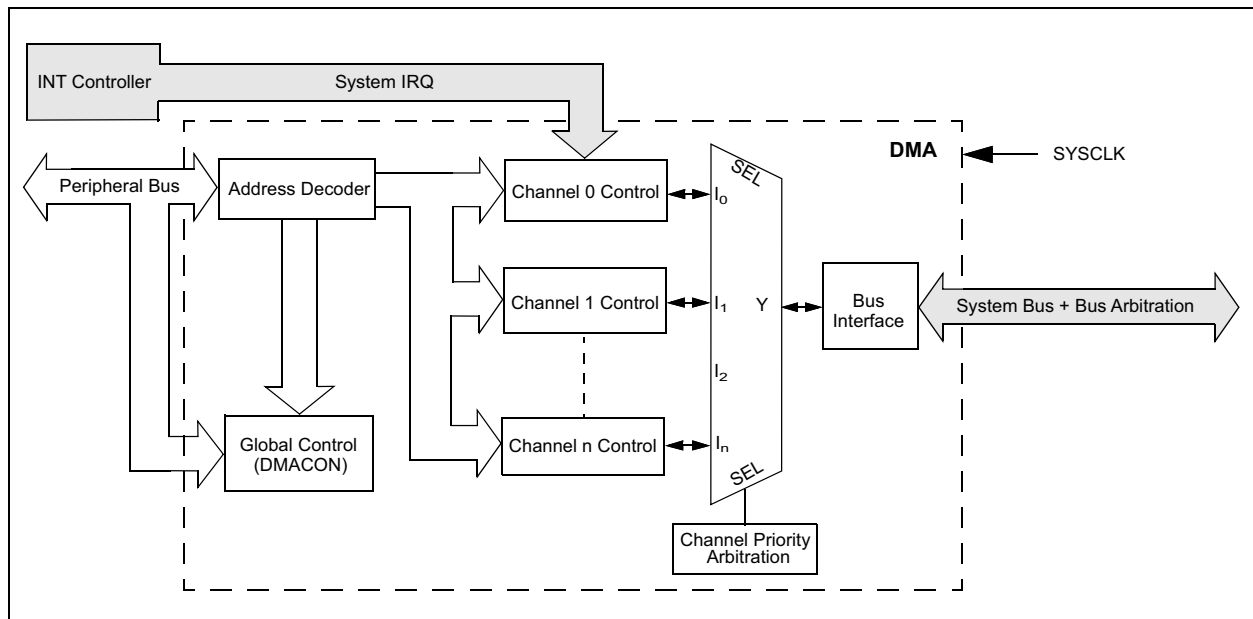 INT Controller
System IRQ
DMA
SYSCLK
Peripheral Bus
Address Decoder
Channel 0 Control
I₀
SEL
Channel 1 Control
I₁
Y
Bus
Interface
System Bus + Bus Arbitration
I₂
Global Control
(DMACON)
Channel n Control
Iₙ
SEL
Channel Priority
Arbitration